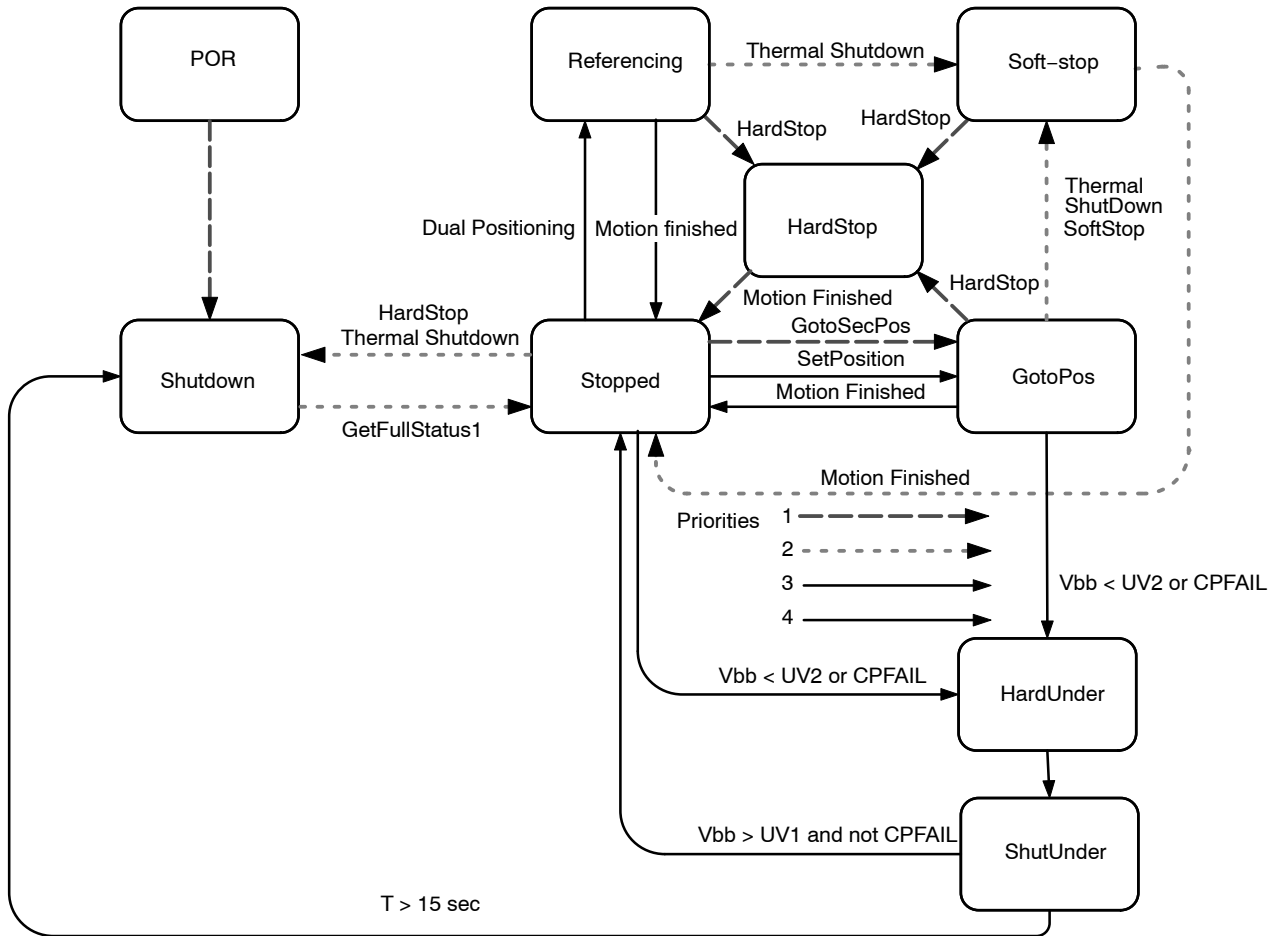 POR
Referencing
Thermal Shutdown
Soft−stop
HardStop
HardStop
Thermal
ShutDown
SoftStop
Dual Positioning
Motion finished
HardStop
HardStop
Motion Finished
HardStop
Thermal Shutdown
GotoSecPos
SetPosition
Motion Finished
Shutdown
Stopped
GotoPos
GetFullStatus1
Motion Finished
Priorities
1
2
3
4
Vbb < UV2 or CPFAIL
Vbb < UV2 or CPFAIL
HardUnder
Vbb > UV1 and not CPFAIL
ShutUnder
T > 15 sec